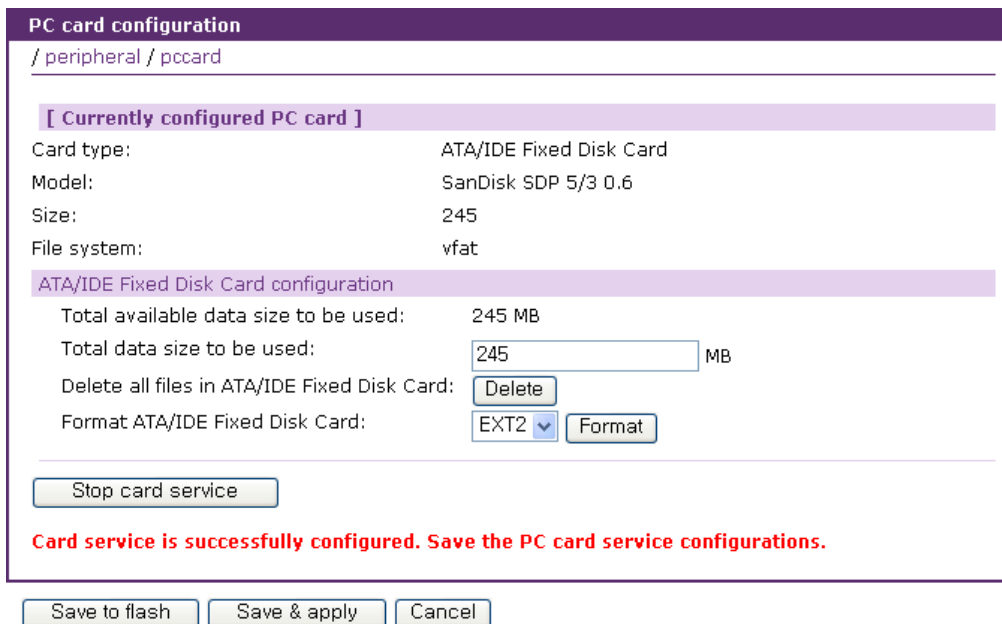 PC card configuration
/ peripheral / pccard
[ Currently configured PC card ]
Card type: ATA/IDE Fixed Disk Card
Model: SanDisk SDP 5/3 0.6
Size: 245
File system: vfat
ATA/IDE Fixed Disk Card configuration
Total available data size to be used: 245 MB
Total data size to be used: 245 MB
Delete all files in ATA/IDE Fixed Disk Card: Delete
Format ATA/IDE Fixed Disk Card: EXT2 Format
Stop card service
Card service is successfully configured. Save the PC card service configurations.
Save to flash Save & apply Cancel